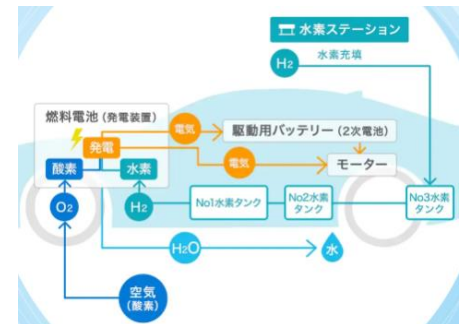 水素ステーション
H2
水素充填
燃料電池(発電装置)
電気
駆動用バッテリー(2次電池)
発電
電気
モーター
酸素
水素
O2
H2
No1水素タンク
No2水素
タンク
No3水素
タンク
H2O
水
空気
(酸素)